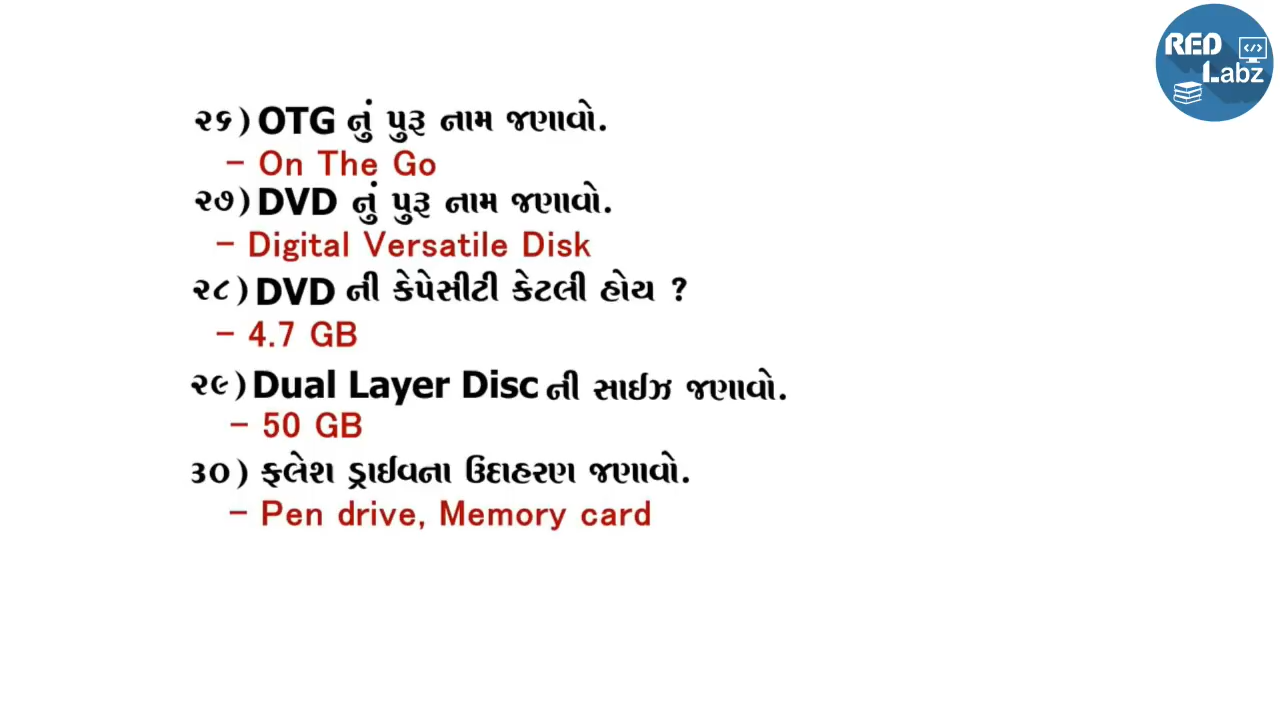 RED
Labz
૨૬) OTG નું પુરૂ નામ જણાવો.
- On The Go
૨૭) DVD નું પુરૂ નામ જણાવો.
- Digital Versatile Disk
૨૮) DVD ની કેપેસીટી કેટલી હોય ?
- 4.7 GB
૨૯) Dual Layer Disc ની સાઈઝ જણાવો.
- 50 GB
૩૦) ફલેશ ડ્રાઈવના ઉદાહરણ જણાવો.
- Pen drive, Memory card